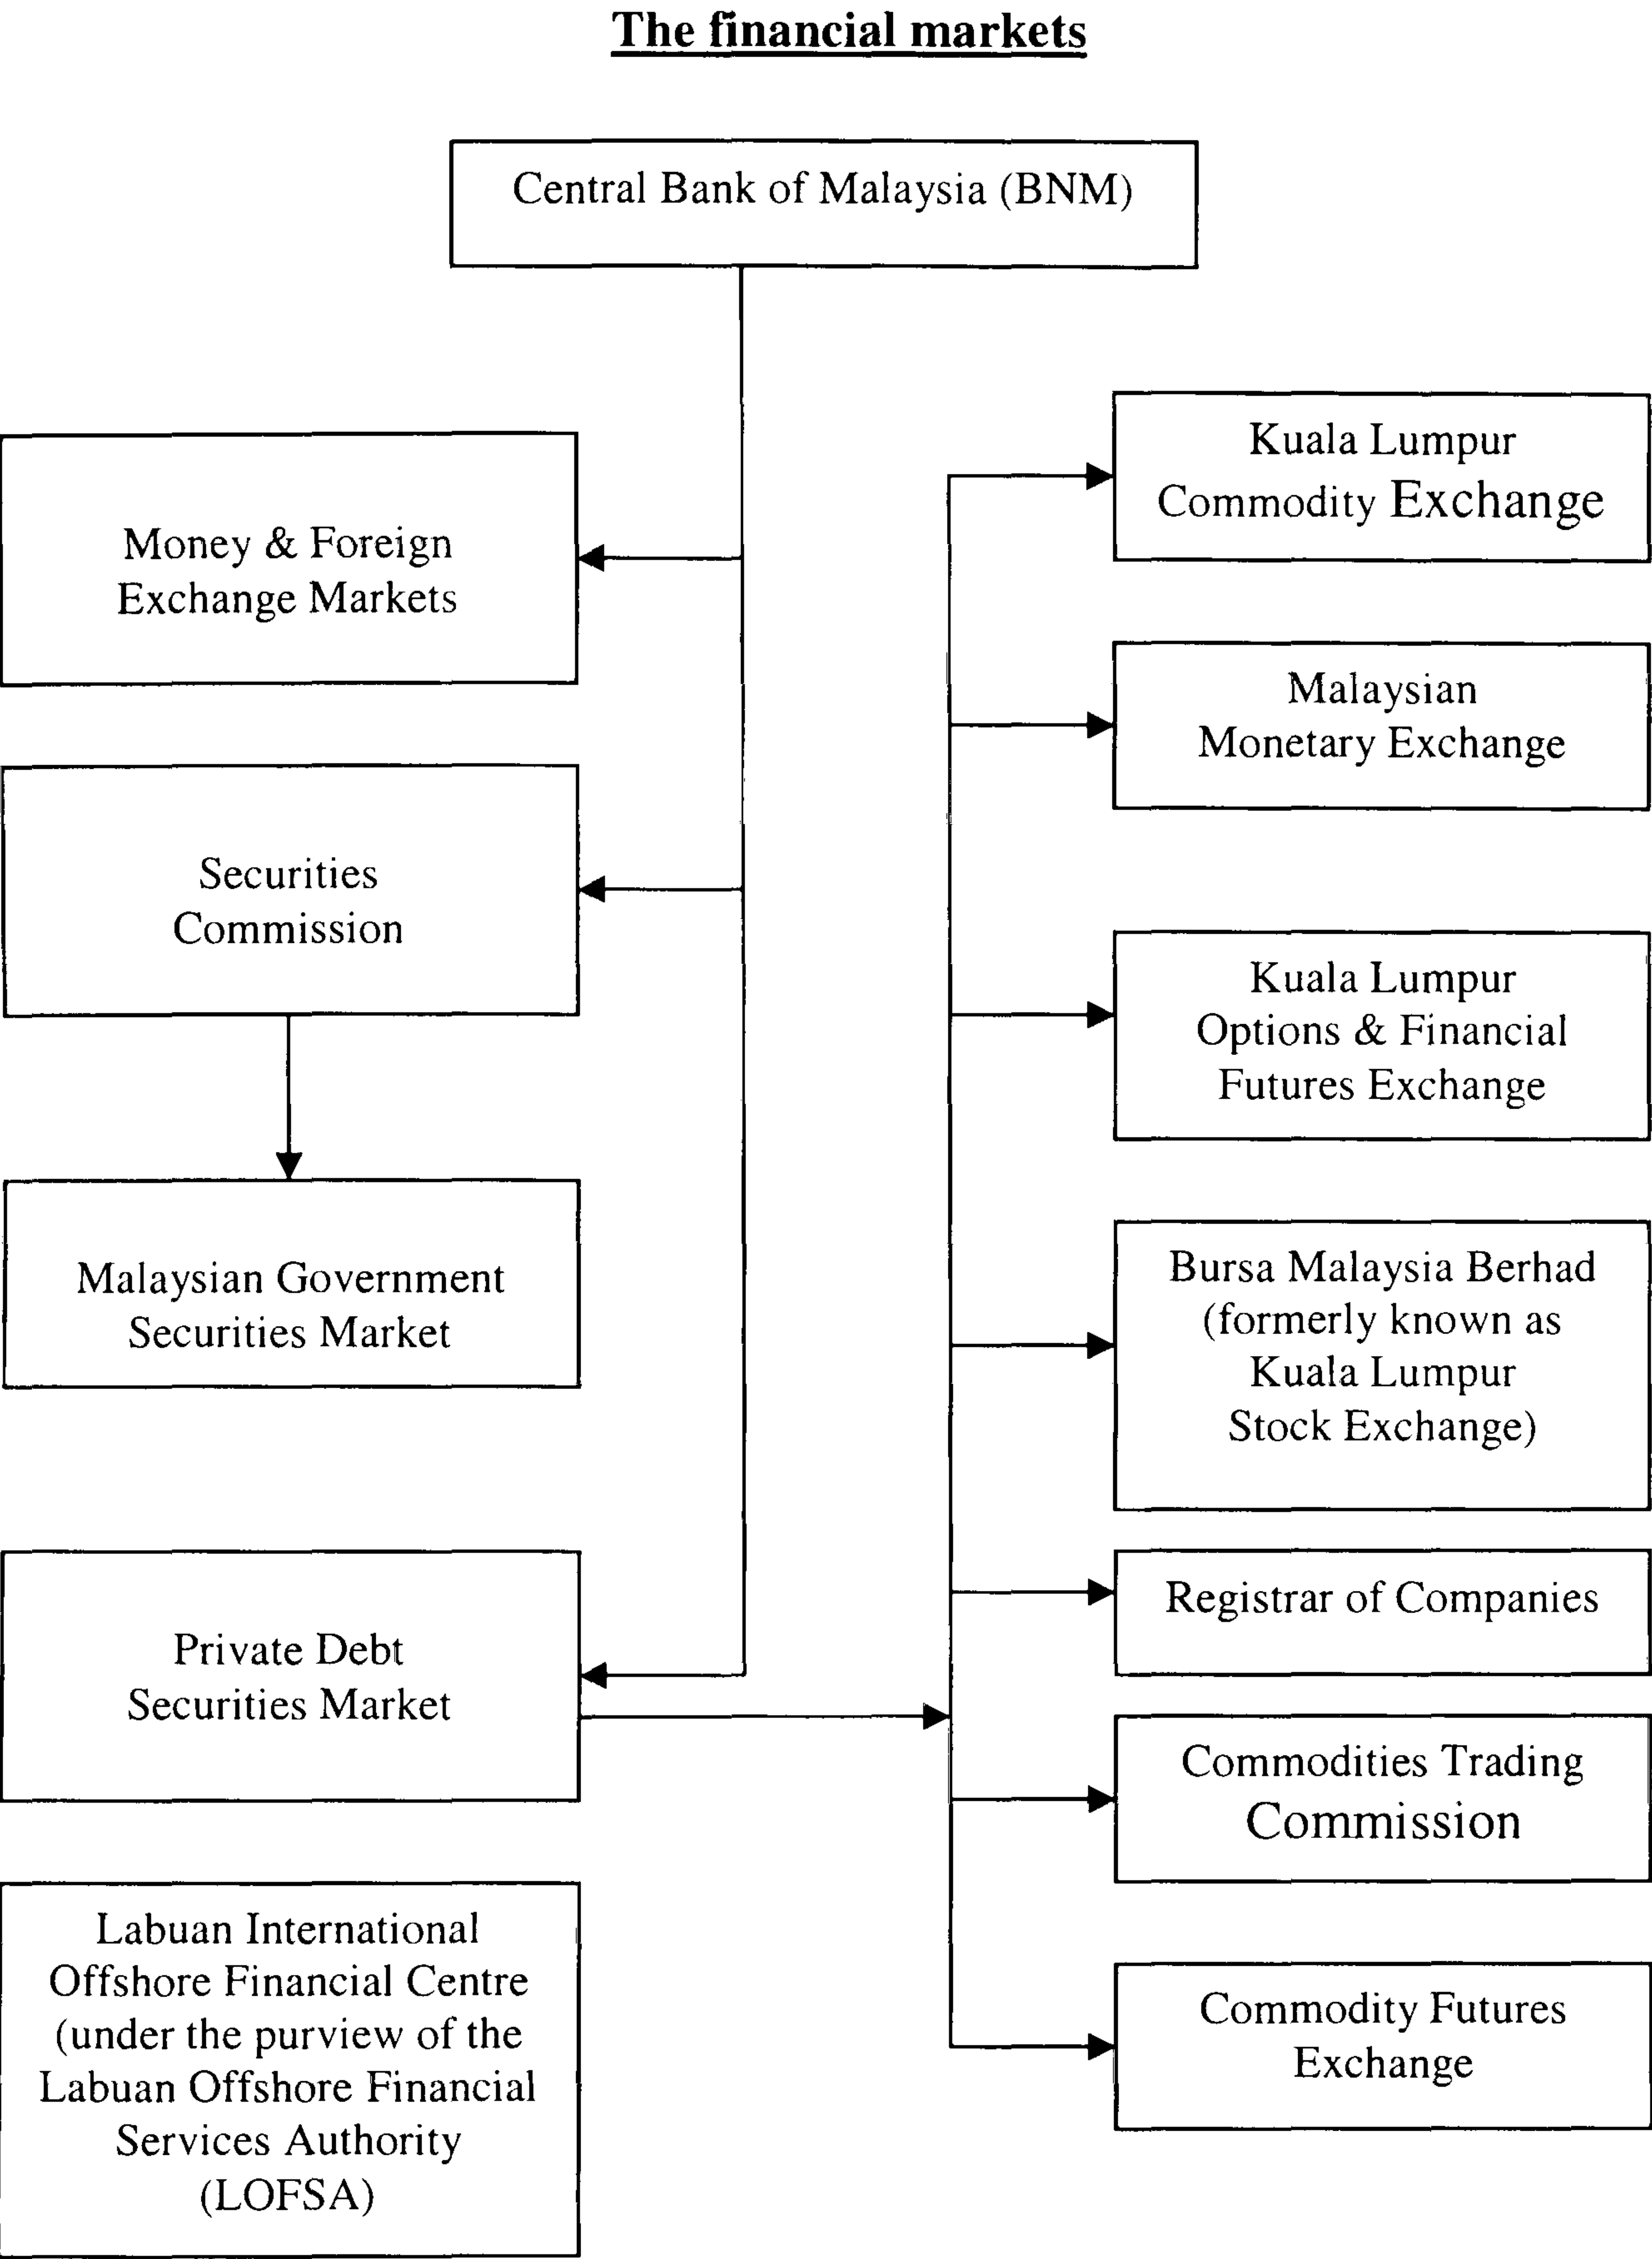 The financial markets
Central Bank of Malaysia (BNM)
Money & Foreign
Exchange Markets
Securities
Commission
Malaysian Government
Securities Market
Private Debt
Securities Market
Labuan International
Offshore Financial Centre
(under the purview of the
Labuan Offshore Financial
Services Authority
(LOFSA)
Kuala Lumpur
Commodity Exchange
Malaysian
Monetary Exchange
Kuala Lumpur
Options & Financial
Futures Exchange
Bursa Malaysia Berhad
(formerly known as
Kuala Lumpur
Stock Exchange)
Registrar of Companies
Commodities Trading
Commission
Commodity Futures
Exchange